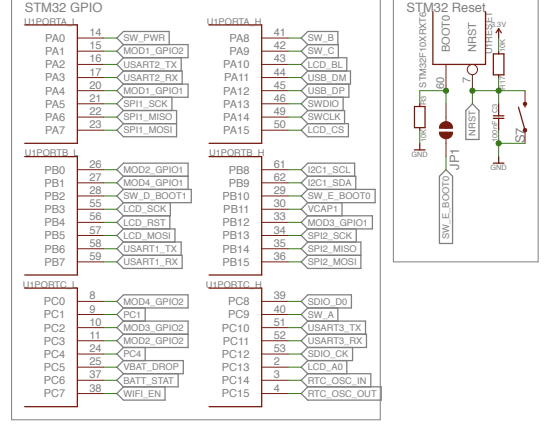 STM32 GPIO
U1PORTA_L
PA0 14 SW_PWR
PA1 15 MOD1_GPIO2
PA2 16 USART2_TX
PA3 17 USART2_RX
PA4 20 MOD1_GPIO1
PA5 21 SPI1_SCK
PA6 22 SPI1_MISO
PA7 23 SPI1_MOSI
U1PORTA_H
PA8 41 SW_B
PA9 42 SW_C
PA10 43 LCD_BL
PA11 44 USB_DM
PA12 45 USB_DP
PA13 46 SWDIO
PA14 49 SWCLK
PA15 50 LCD_CS
U1PORTB_L
PB0 26 MOD2_GPIO1
PB1 27 MOD4_GPIO1
PB2 28 SW_D_BOOT1
PB3 55 LCD_SCK
PB4 56 LCD_RST
PB5 57 LCD_MOSI
PB6 58 USART1_TX
PB7 59 USART1_RX
U1PORTB_H
PB8 61 I2C1_SCL
PB9 62 I2C1_SDA
PB10 29 SW_E_BOOT0
PB11 30 VCAP1
PB12 33 MOD3_GPIO1
PB13 34 SPI2_SCK
PB14 35 SPI2_MISO
PB15 36 SPI2_MOSI
U1PORTC_L
PC0 8 MOD4_GPIO2
PC1 9 PC1
PC2 10 MOD3_GPIO2
PC3 11 MOD2_GPIO2
PC4 24 PC4
PC5 25 VBAT_DROP
PC6 37 BATT_STAT
PC7 38 WIFI_EN
U1PORTC_H
PC8 39 SDIO_D0
PC9 40 SW_A
PC10 51 USART3_TX
PC11 52 USART3_RX
PC12 53 SDIO_CK
PC13 2 LCD_A0
PC14 3 RTC_OSC_IN
PC15 4 RTC_OSC_OUT
STM32 Reset
STM32F10XRXT6
BOOT0
NRST
U1RESET
3.3V
10K
60
7
10K
GND
JP1
NRST
100nF
C3
S7
GND
SW_E_BOOT0